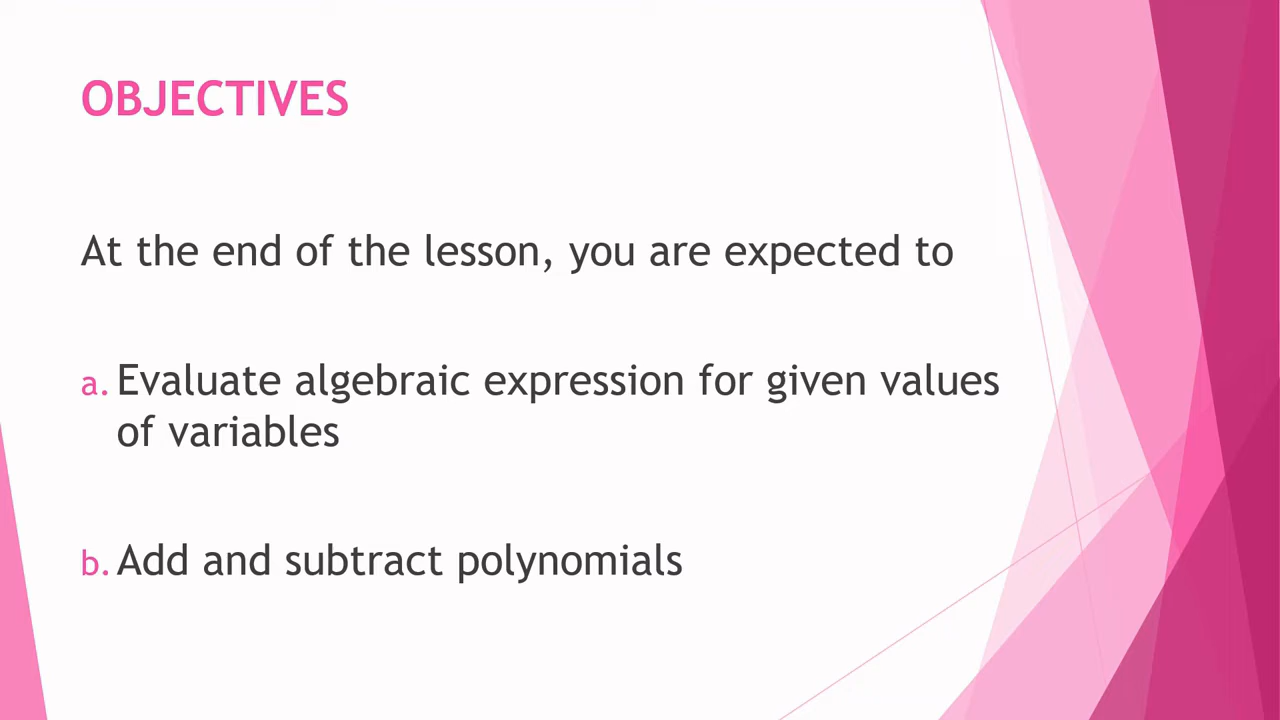 OBJECTIVES
At the end of the lesson, you are expected to
a. Evaluate algebraic expression for given values
of variables
b. Add and subtract polynomials